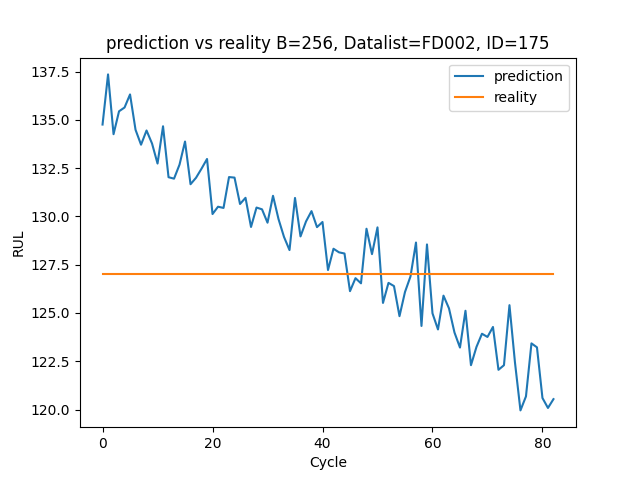 prediction vs reality B=256, Datalist=FD002, ID=175
prediction
reality
137.5
135.0
132.5
130.0
127.5
125.0
122.5
120.0
RUL
0
20
40
60
80
Cycle